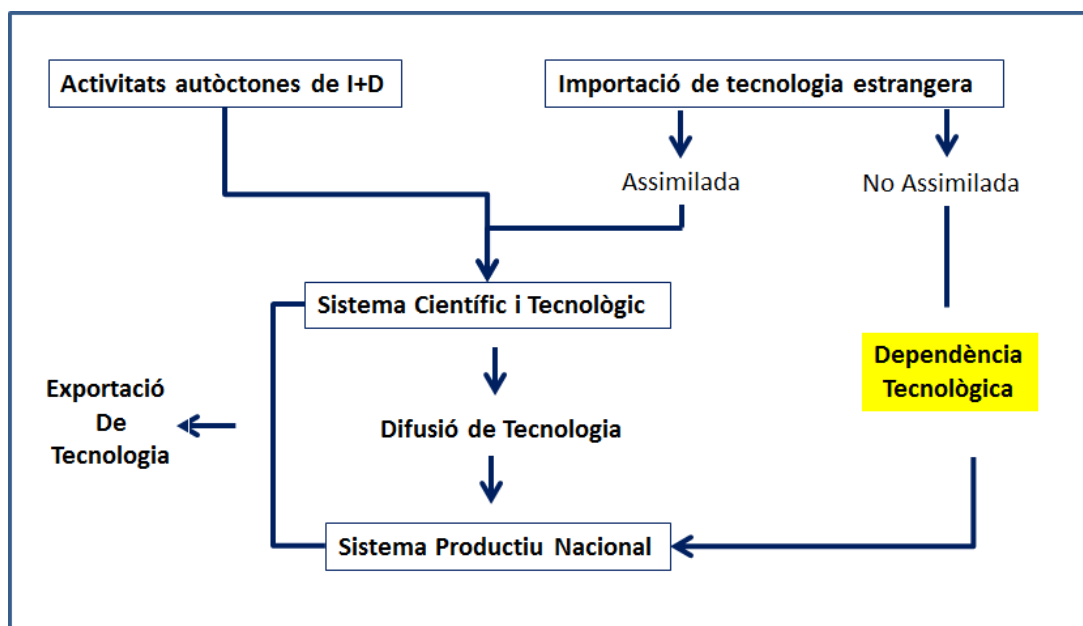 Activitats autòctones de I+D
Importació de tecnologia estrangera
Assimilada
No Assimilada
Sistema Científic i Tecnològic
Dependència
Tecnològica
Exportació
De
Tecnologia
Difusió de Tecnologia
Sistema Productiu Nacional